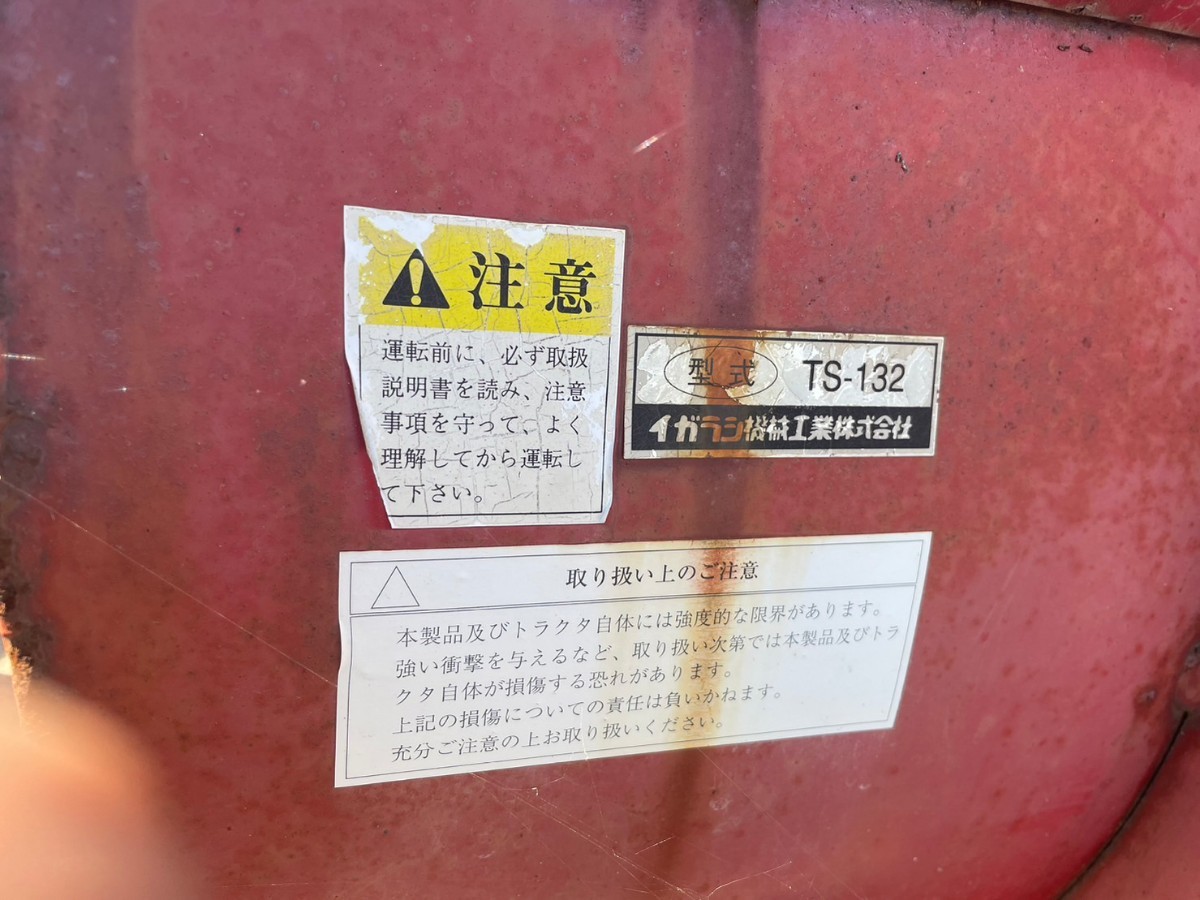 注意
運転前に、必ず取扱
説明書を読み、注意
事項を守って、よく
理解してから運転し
て下さい。
型式 TS-132
イガラシ機械工業株式会社
取り扱い上のご注意
本製品及びトラクタ自体には強度的な限界があります。
強い衝撃を与えるなど、取り扱い次第では本製品及びトラ
クタ自体が損傷する恐れがあります。
上記の損傷についての責任は負いかねます。
充分ご注意の上お取り扱いください。